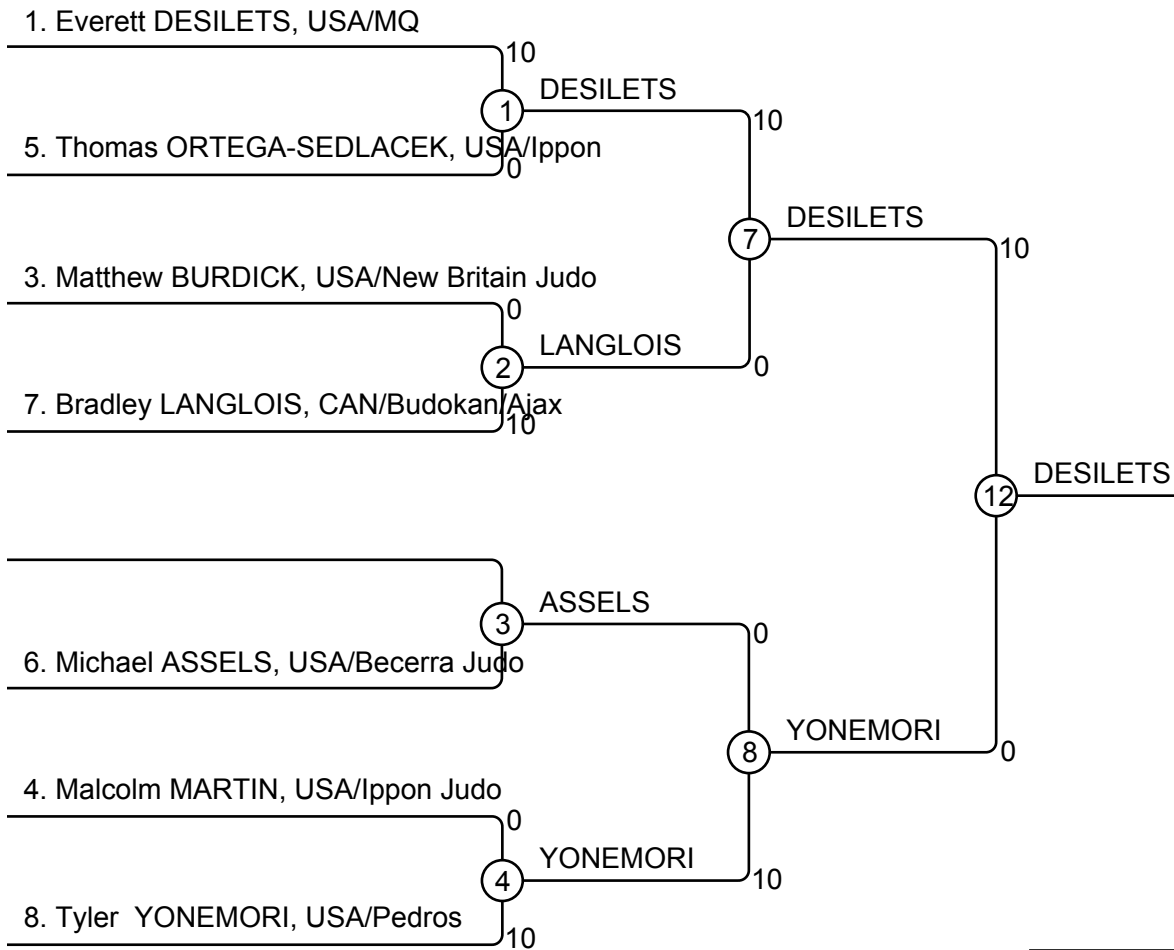 1. Everett DESILETS, USA/MQ
10
DESILETS
1
10
5. Thomas ORTEGA-SEDLACEK, USA/Ippon
0
DESILETS
7
10
3. Matthew BURDICK, USA/New Britain Judo
0
LANGLOIS
2
0
7. Bradley LANGLOIS, CAN/Budokan/Ajax
10
DESILETS
12
ASSELS
3
0
6. Michael ASSELS, USA/Becerra Judo
YONEMORI
8
0
4. Malcolm MARTIN, USA/Ippon Judo
0
YONEMORI
4
10
8. Tyler  YONEMORI, USA/Pedros
10